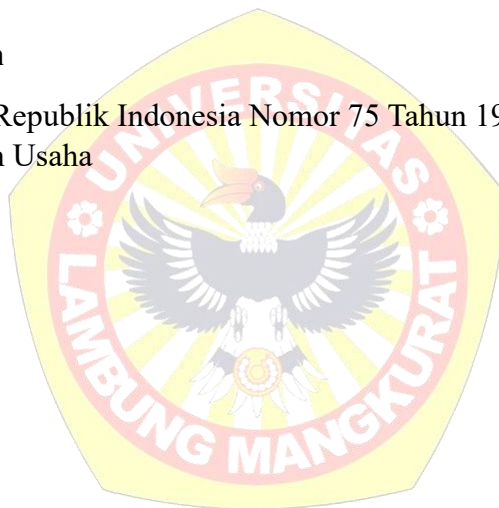 n
Republik Indonesia Nomor 75 Tahun 19
n Usaha
UNIVERSITAS
LAMBUNG MANGKURAT